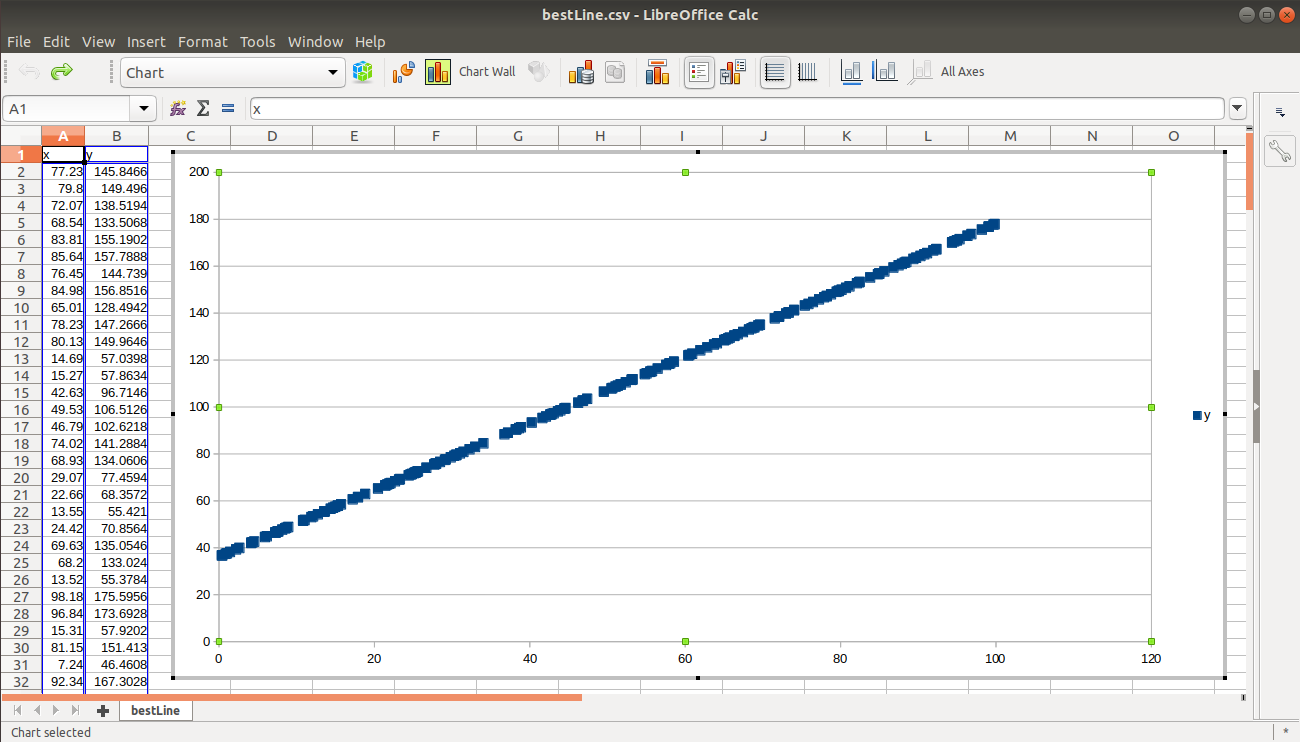 bestLine.csv - LibreOffice Calc
File Edit View Insert Format Tools Window Help
Chart Chart Wall All Axes
A1 x
A B C D E F G H I J K L M N O
1 x y
2 77.23 145.8466
3 79.8 149.496
4 72.07 138.5194
5 68.54 133.5068
6 83.81 155.1902
7 85.64 157.7888
8 76.45 144.739
9 84.98 156.8516
10 65.01 128.4942
11 78.23 147.2666
12 80.13 149.9646
13 14.69 57.0398
14 15.27 57.8634
15 42.63 96.7146
16 49.53 106.5126
17 46.79 102.6218
18 74.02 141.2884
19 68.93 134.0606
20 29.07 77.4594
21 22.66 68.3572
22 13.55 55.421
23 24.42 70.8564
24 69.63 135.0546
25 68.2 133.024
26 13.52 55.3784
27 98.18 175.5956
28 96.84 173.6928
29 15.31 57.9202
30 81.15 151.413
31 7.24 46.4608
32 92.34 167.3028
200
180
160
140
120
100
80
60
40
20
0
0 20 40 60 80 100 120
y
bestLine
Chart selected *